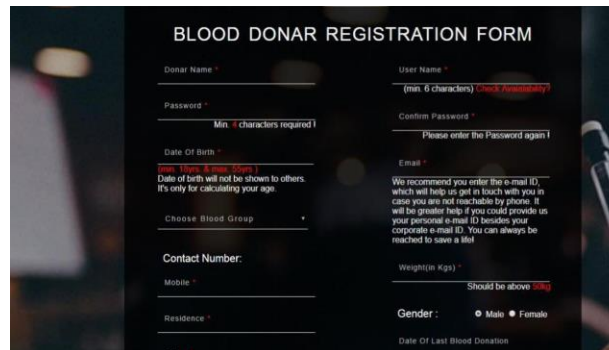 BLOOD DONAR REGISTRATION FORM
Donar Name *
User Name *
(min. 6 characters) Check Availability?
Password *
Min. 4 characters required !
Confirm Password *
Please enter the Password again !
Date Of Birth *
(min. 18yrs. & max. 55yrs.)
Date of birth will not be shown to others.
It's only for calculating your age.
Email *
We recommend you enter the e-mail ID,
which will help us get in touch with you in
case you are not reachable by phone. It
will be greater help if you could provide us
your personal e-mail ID besides your
corporate e-mail ID. You can always be
reached to save a life!
Choose Blood Group
Contact Number:
Mobile *
Residence *
Weight(in Kgs) *
Should be above 50kg
Gender : Male Female
Date Of Last Blood Donation